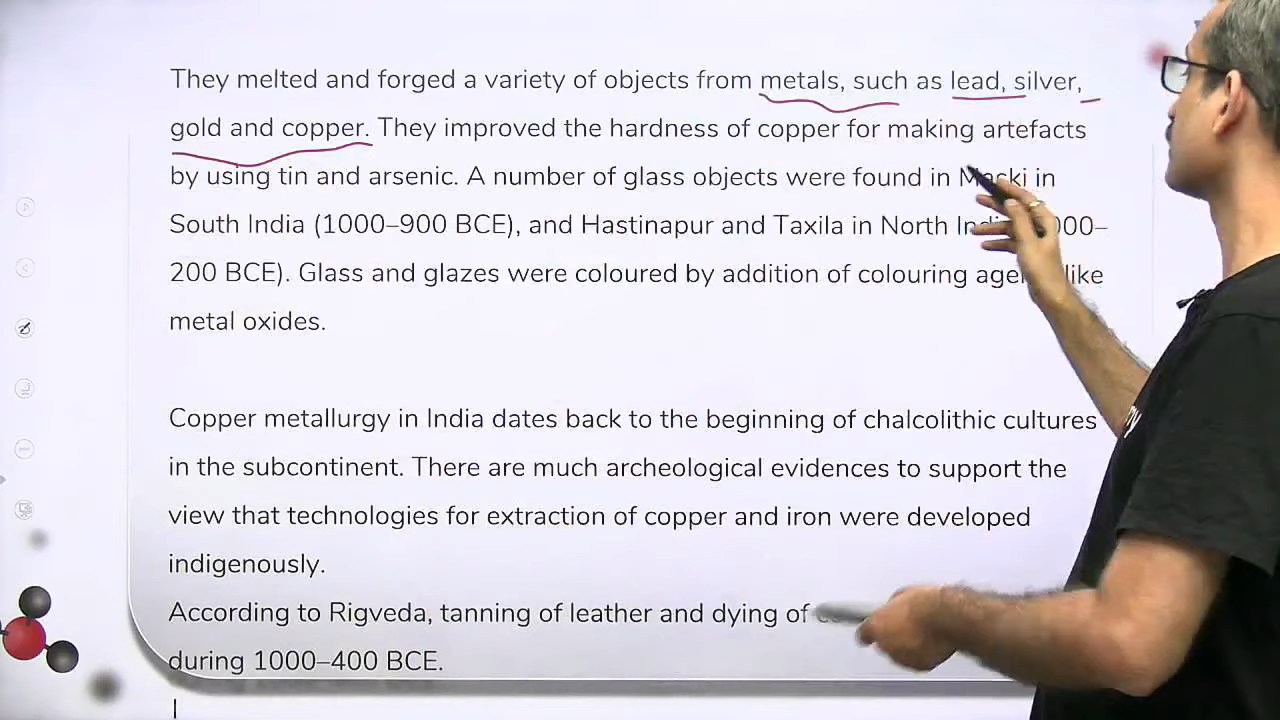 They melted and forged a variety of objects from metals, such as lead, silver,
gold and copper. They improved the hardness of copper for making artefacts
by using tin and arsenic. A number of glass objects were found in Maski in
South India (1000–900 BCE), and Hastinapur and Taxila in North
200 BCE). Glass and glazes were coloured by addition of colouring like
metal oxides.
Copper metallurgy in India dates back to the beginning of chalcolithic cultures
in the subcontinent. There are much archeological evidences to support the
view that technologies for extraction of copper and iron were developed
indigenously.
According to Rigveda, tanning of leather and dying of
during 1000–400 BCE.